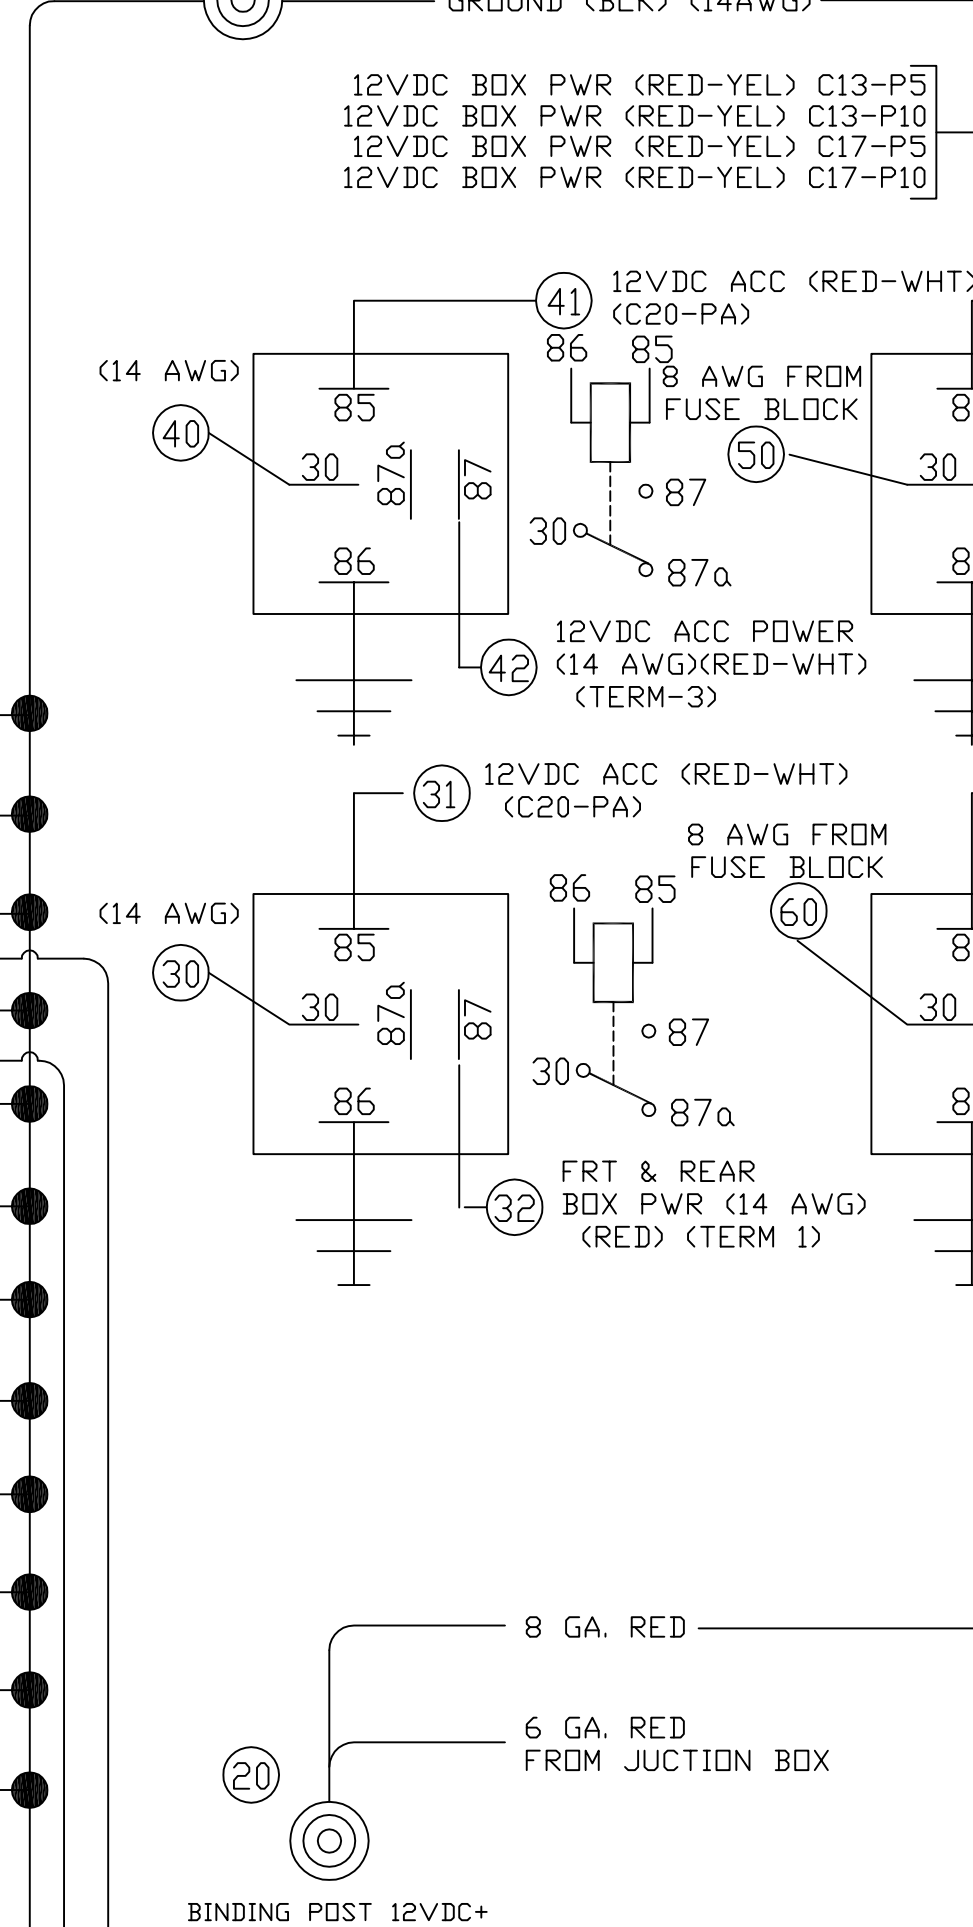 GROUND (BLK) (14AWG)
12VDC BOX PWR (RED-YEL) C13-P5
12VDC BOX PWR (RED-YEL) C13-P10
12VDC BOX PWR (RED-YEL) C17-P5
12VDC BOX PWR (RED-YEL) C17-P10
41
12VDC ACC (RED-WHT)
(C20-PA)
(14 AWG)
40
85
30
87a
87
86
86
85
30
87
87a
8 AWG FROM
FUSE BLOCK
50
30
42
12VDC ACC POWER
(14 AWG)(RED-WHT)
(TERM-3)
31
12VDC ACC (RED-WHT)
(C20-PA)
(14 AWG)
30
85
30
87a
87
86
86
85
30
87
87a
8 AWG FROM
FUSE BLOCK
60
30
32
FRT & REAR
BOX PWR (14 AWG)
(RED) (TERM 1)
8 GA. RED
6 GA. RED
FROM JUCTION BOX
20
BINDING POST 12VDC+